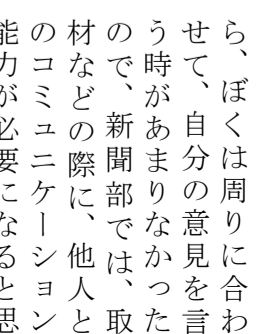 ら、ぼくは周りに合わ
せて、自分の意見を言
う時があまりなかった
ので、新聞部では、取
材などの際に、他人と
のコミュニケーション
能力が必要になると思